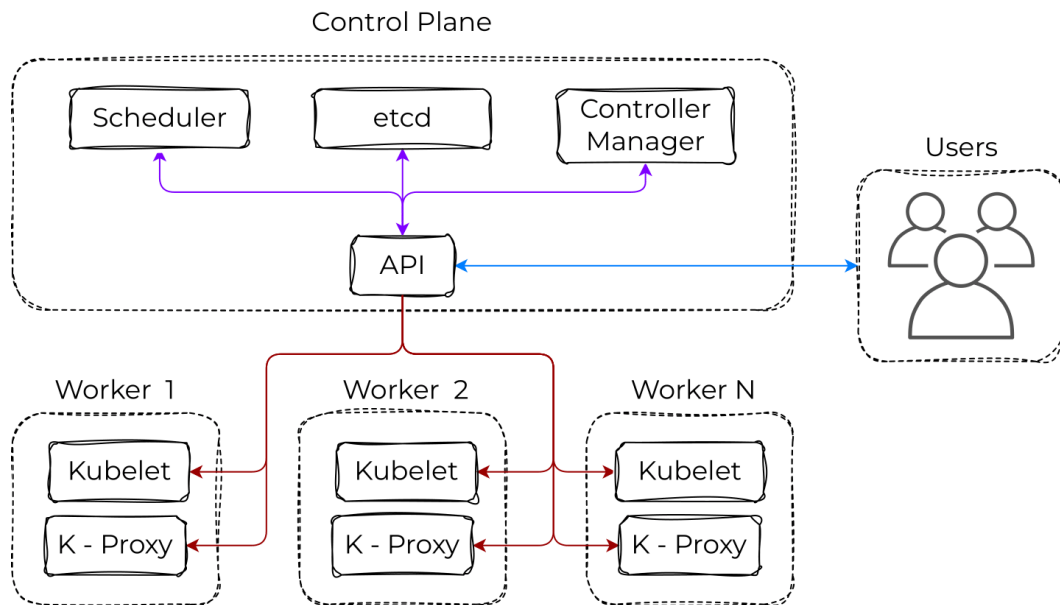 Control Plane
Scheduler
etcd
Controller
Manager
Users
API
Worker 1
Worker 2
Worker N
Kubelet
Kubelet
Kubelet
K - Proxy
K - Proxy
K - Proxy